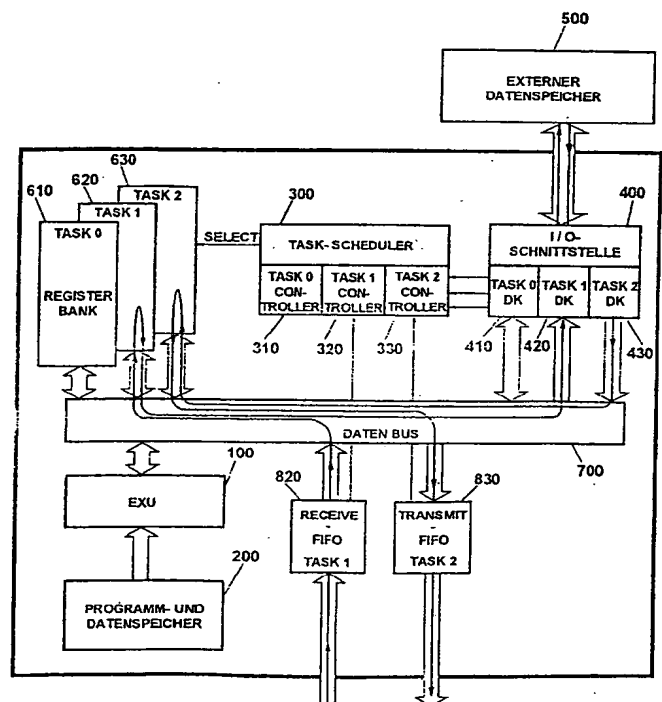 500
EXTERNER
DATENSPEICHER
630
620
610
TASK 2
TASK 1
TASK 0
REGISTER
BANK
SELECT
300
TASK-SCHEDULER
TASK 0
CON-
TROLLER
TASK 1
CON-
TROLLER
TASK 2
CON-
TROLLER
310
320
330
400
I/O-
SCHNITTSTELLE
TASK 0
DK
TASK 1
DK
TASK 2
DK
410
420
430
DATEN BUS
700
100
EXU
820
RECEIVE
-
FIFO
TASK 1
830
TRANSMIT
-
FIFO
TASK 2
200
PROGRAMM- UND
DATENSPEICHER